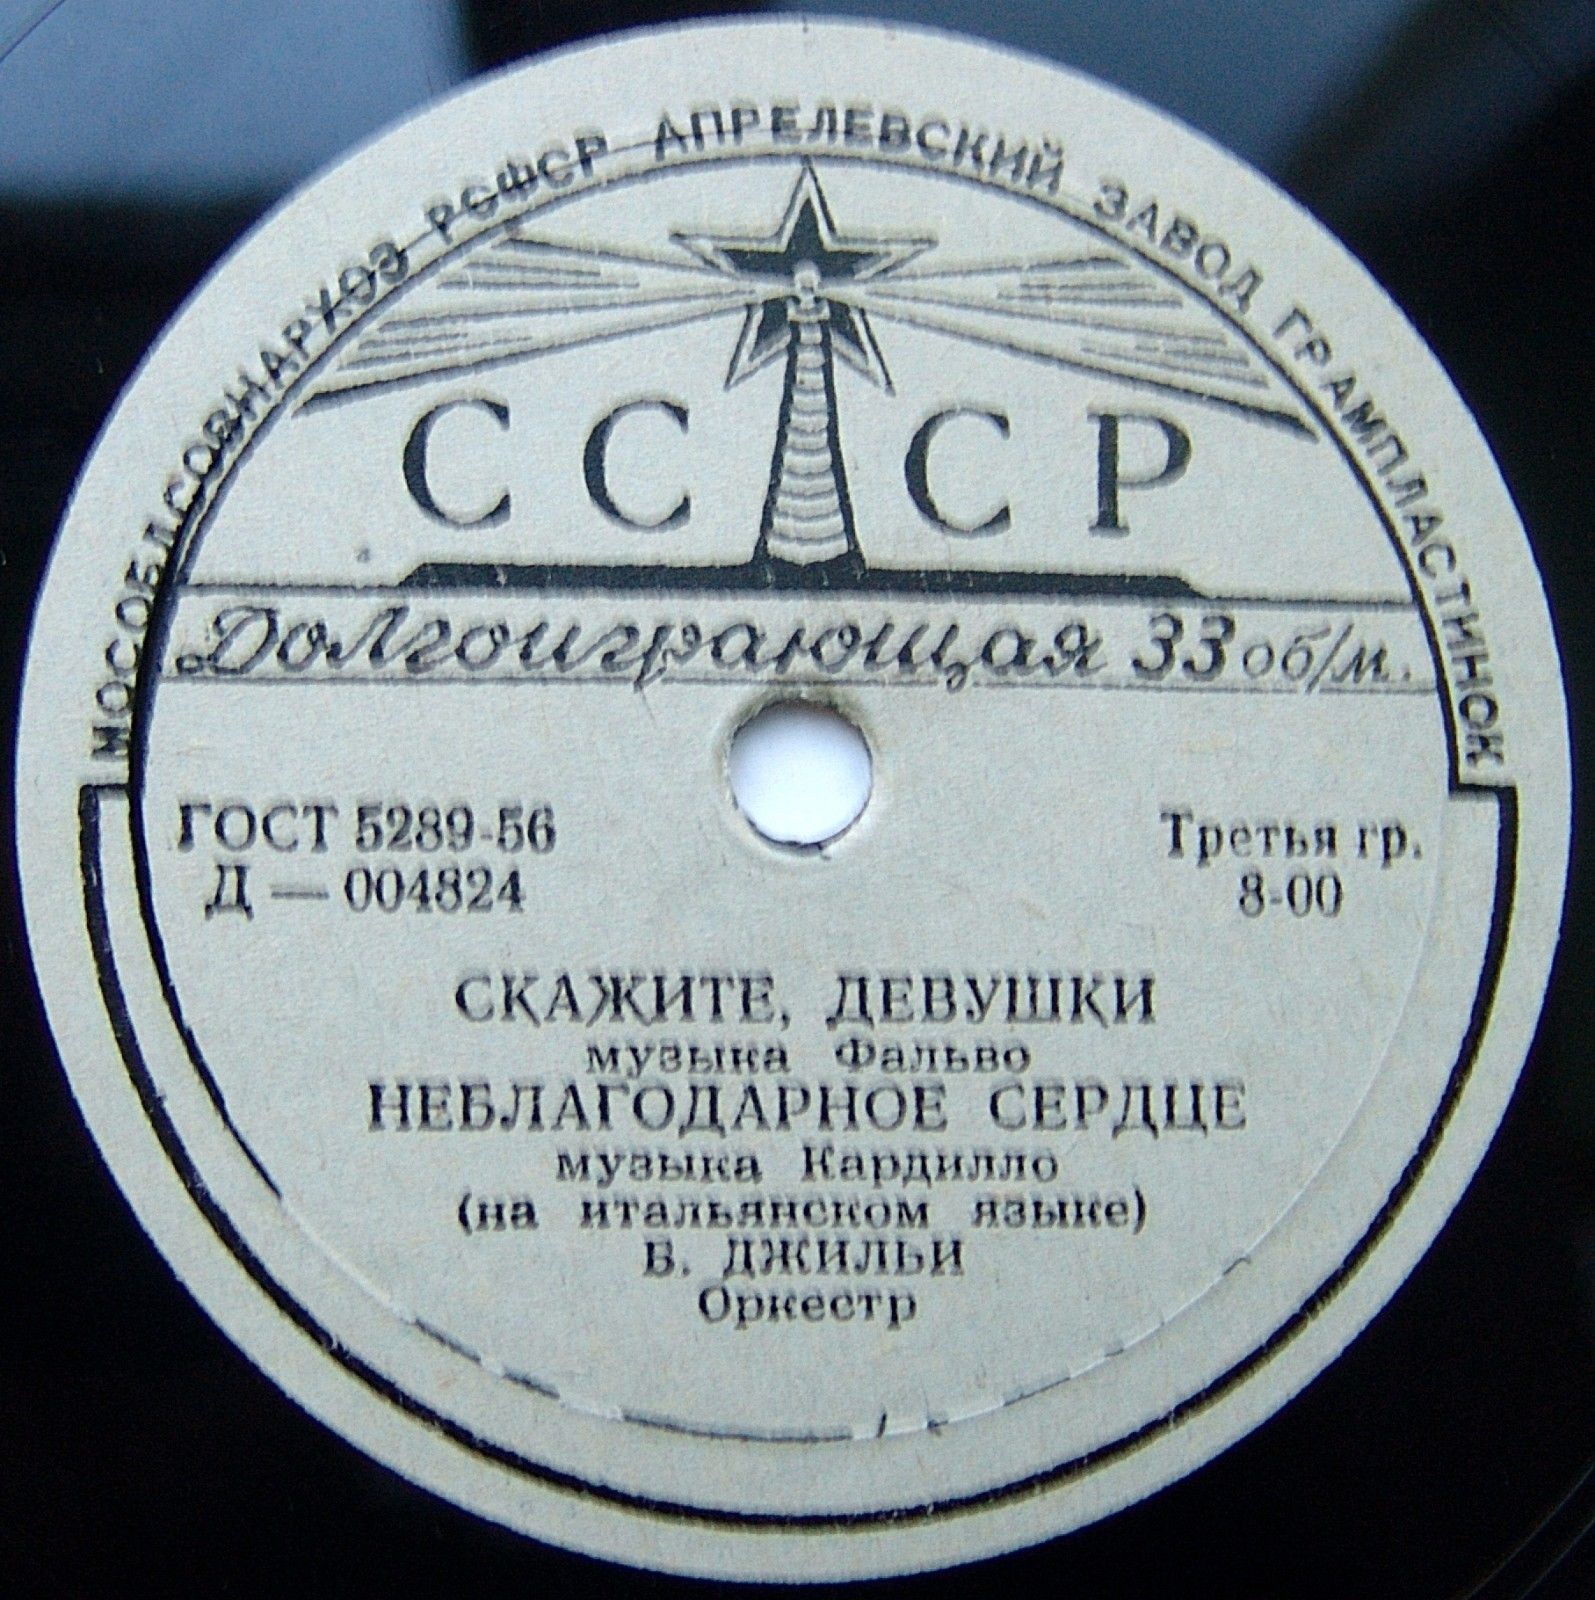 МОСОБЛСОВНАРХОЗ РСФСР АПРЕЛЕВСКИЙ ЗАВОД ГРАМПЛАСТИНОК
СССР
Долгоиграющая 33 об/м.
ГОСТ 5289-56
Д — 004824
Третья гр.
8-00
СКАЖИТЕ, ДЕВУШКИ
музыка Фальво
НЕБЛАГОДАРНОЕ СЕРДЦЕ
музыка Кардилло
(на итальянском языке)
Б. ДЖИЛЬИ
Оркестр